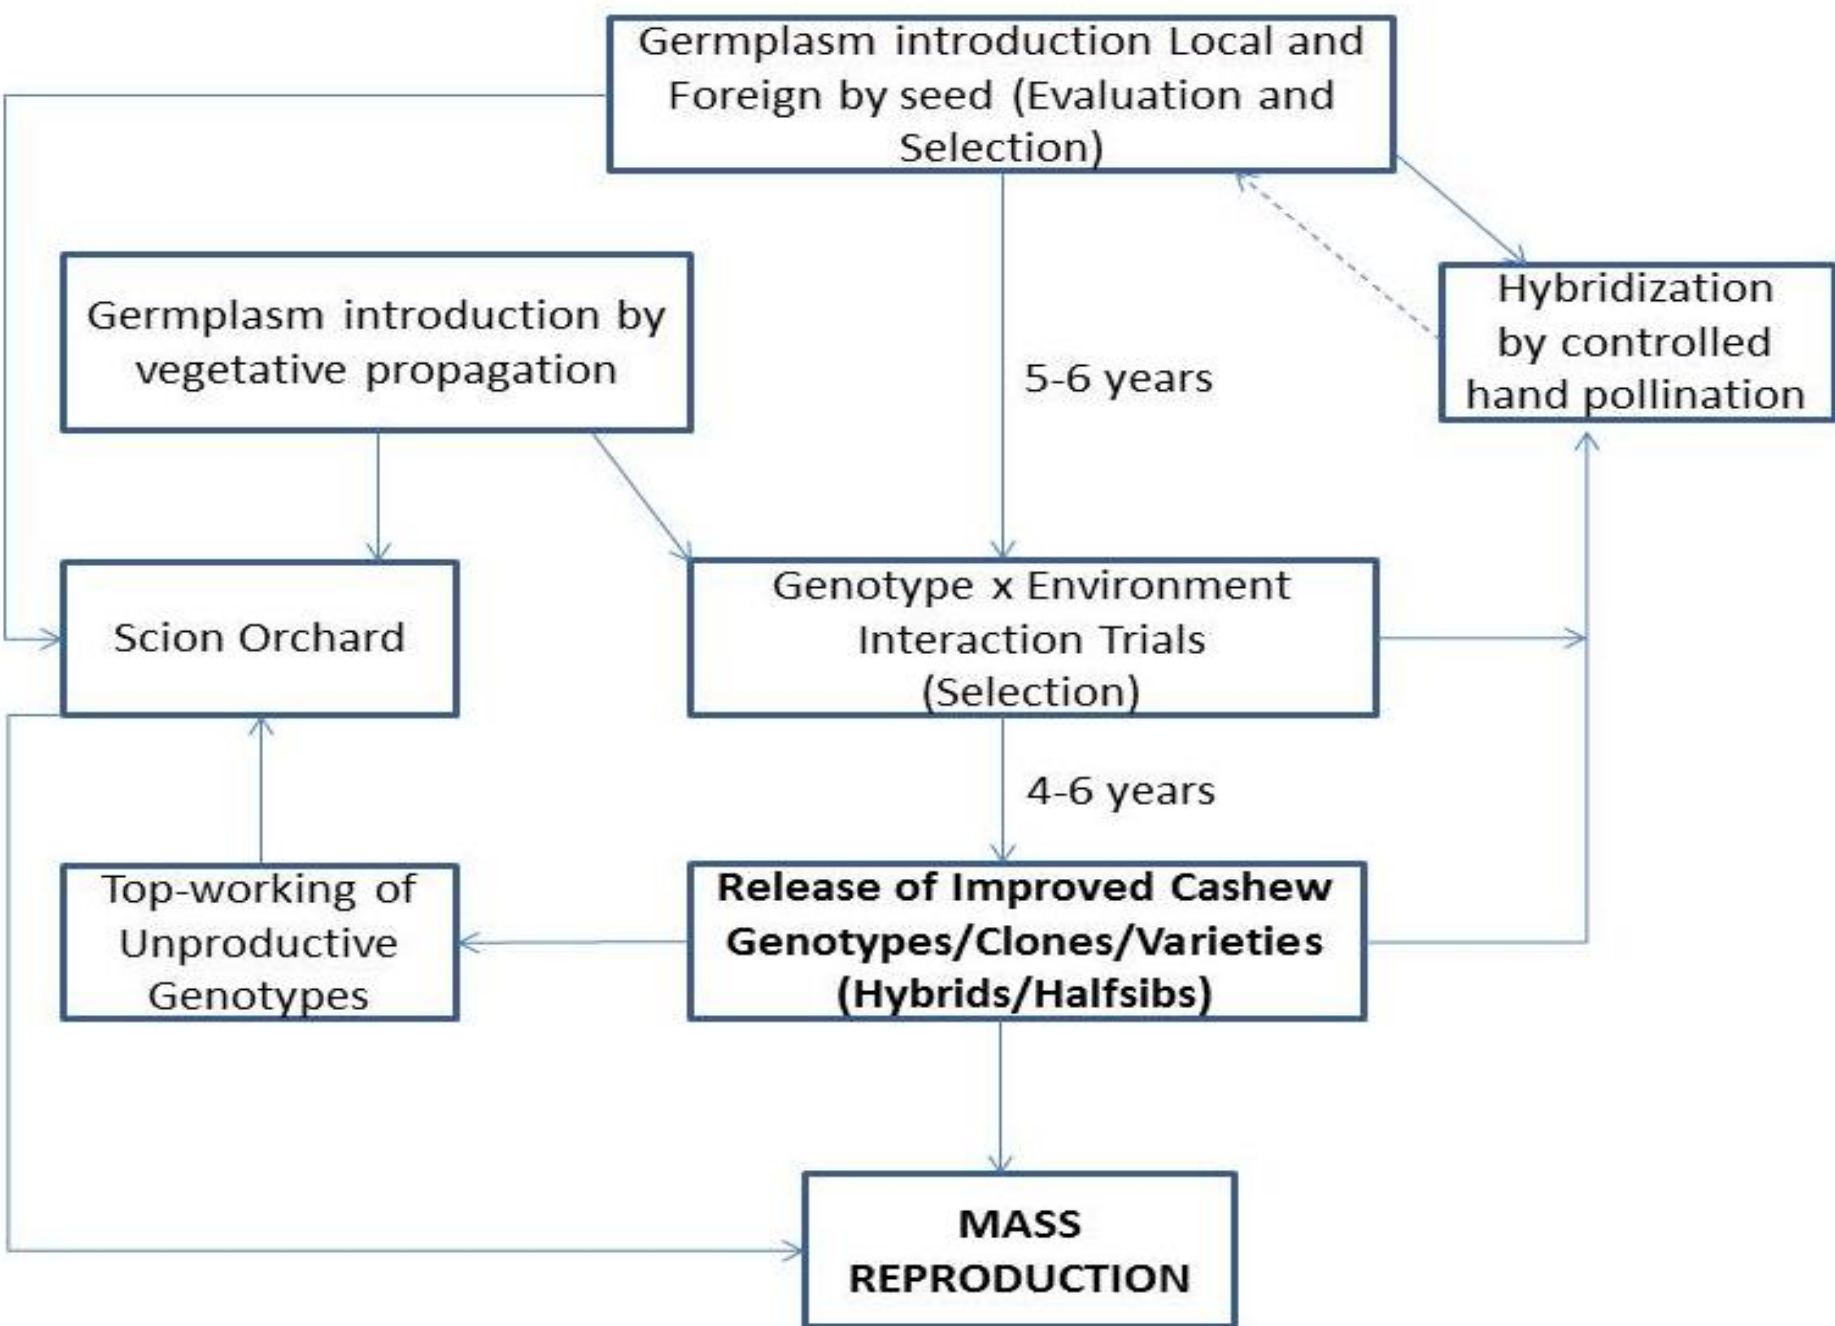 Germplasm introduction Local and
Foreign by seed (Evaluation and
Selection)
Germplasm introduction by
vegetative propagation
Hybridization
by controlled
hand pollination
5-6 years
Scion Orchard
Genotype x Environment
Interaction Trials
(Selection)
4-6 years
Top-working of
Unproductive
Genotypes
Release of Improved Cashew
Genotypes/Clones/Varieties
(Hybrids/Halfsibs)
MASS
REPRODUCTION